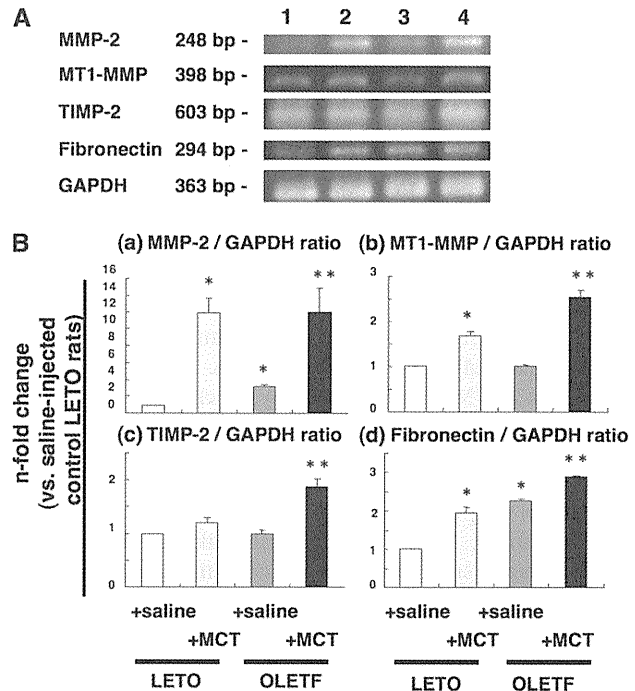 A
1 2 3 4
MMP-2 248 bp -
MT1-MMP 398 bp -
TIMP-2 603 bp -
Fibronectin 294 bp -
GAPDH 363 bp -
B
n-fold change
(vs. saline-injected
control LETO rats)
(a) MMP-2 / GAPDH ratio
16
14
12
10
8
6
4
2
0
* * * *
(b) MT1-MMP / GAPDH ratio
3
2
1
0
* * *
(c) TIMP-2 / GAPDH ratio
2
1
0
* *
(d) Fibronectin / GAPDH ratio
3
2
1
0
* * * *
+saline +saline +saline
+MCT +MCT +MCT +MCT
LETO OLETF LETO OLETF